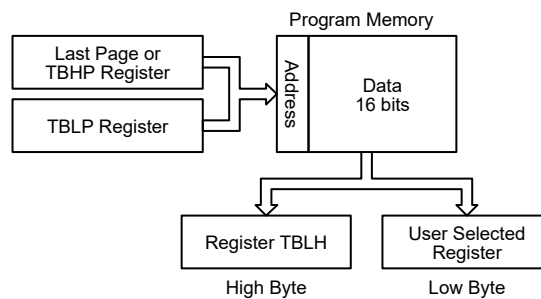 Program Memory
Last Page or
TBHP Register
TBLP Register
Address
Data
16 bits
Register TBLH
User Selected
Register
High Byte
Low Byte